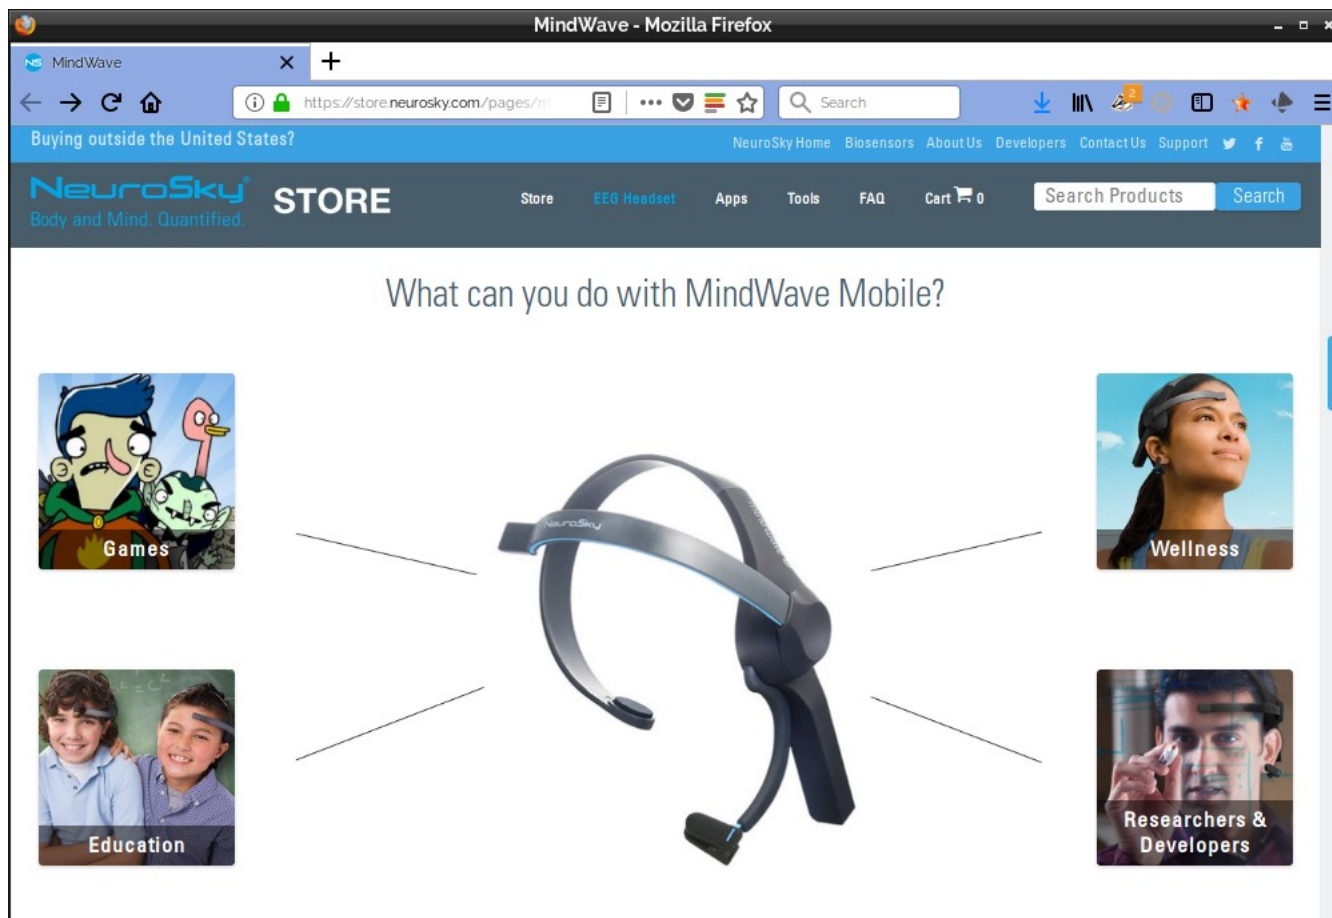 MindWave - Mozilla Firefox
MindWave
https://store.neurosky.com/pages/m
Search
2
Buying outside the United States?
NeuroSky Home Biosensors About Us Developers Contact Us Support
NeuroSky®
Body and Mind. Quantified.
STORE
Store EEG Headset Apps Tools FAQ Cart 0
Search Products Search
What can you do with MindWave Mobile?
Games
NeuroSky
Wellness
Education
Researchers &
Developers